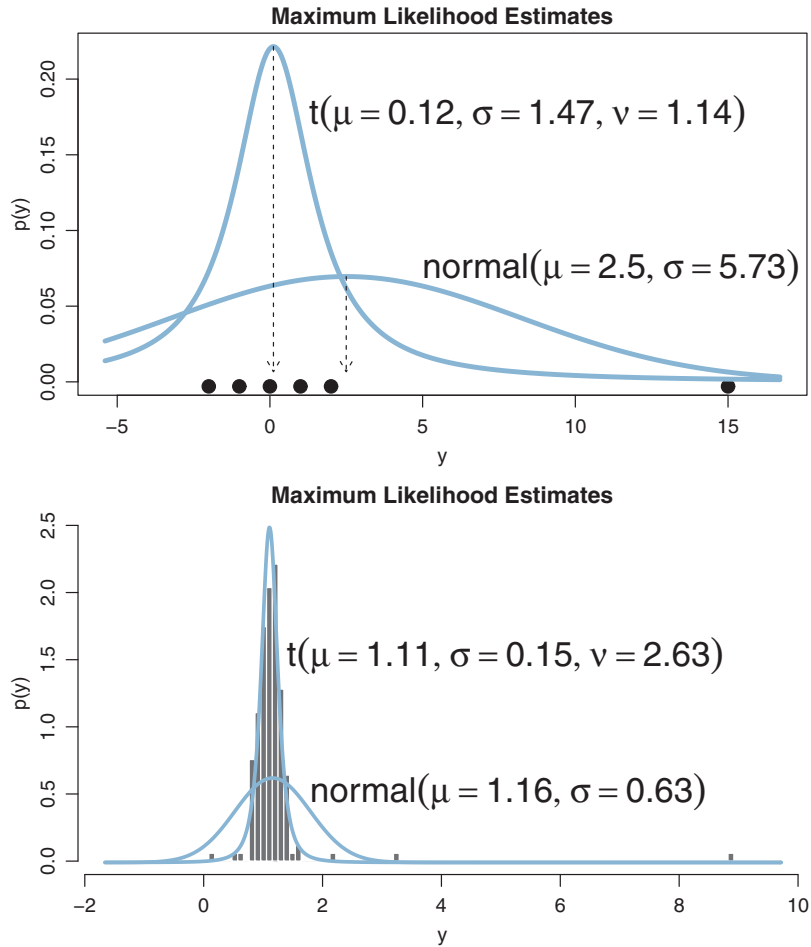 Maximum Likelihood Estimates
0.20
t(μ = 0.12, σ = 1.47, ν = 1.14)
0.15
p(y)
0.10
normal(μ = 2.5, σ = 5.73)
0.05
0.00
−5 0 5 10 15
y
Maximum Likelihood Estimates
2.5
2.0
t(μ = 1.11, σ = 0.15, ν = 2.63)
1.5
p(y)
1.0
normal(μ = 1.16, σ = 0.63)
0.5
0.0
−2 0 2 4 6 8 10
y